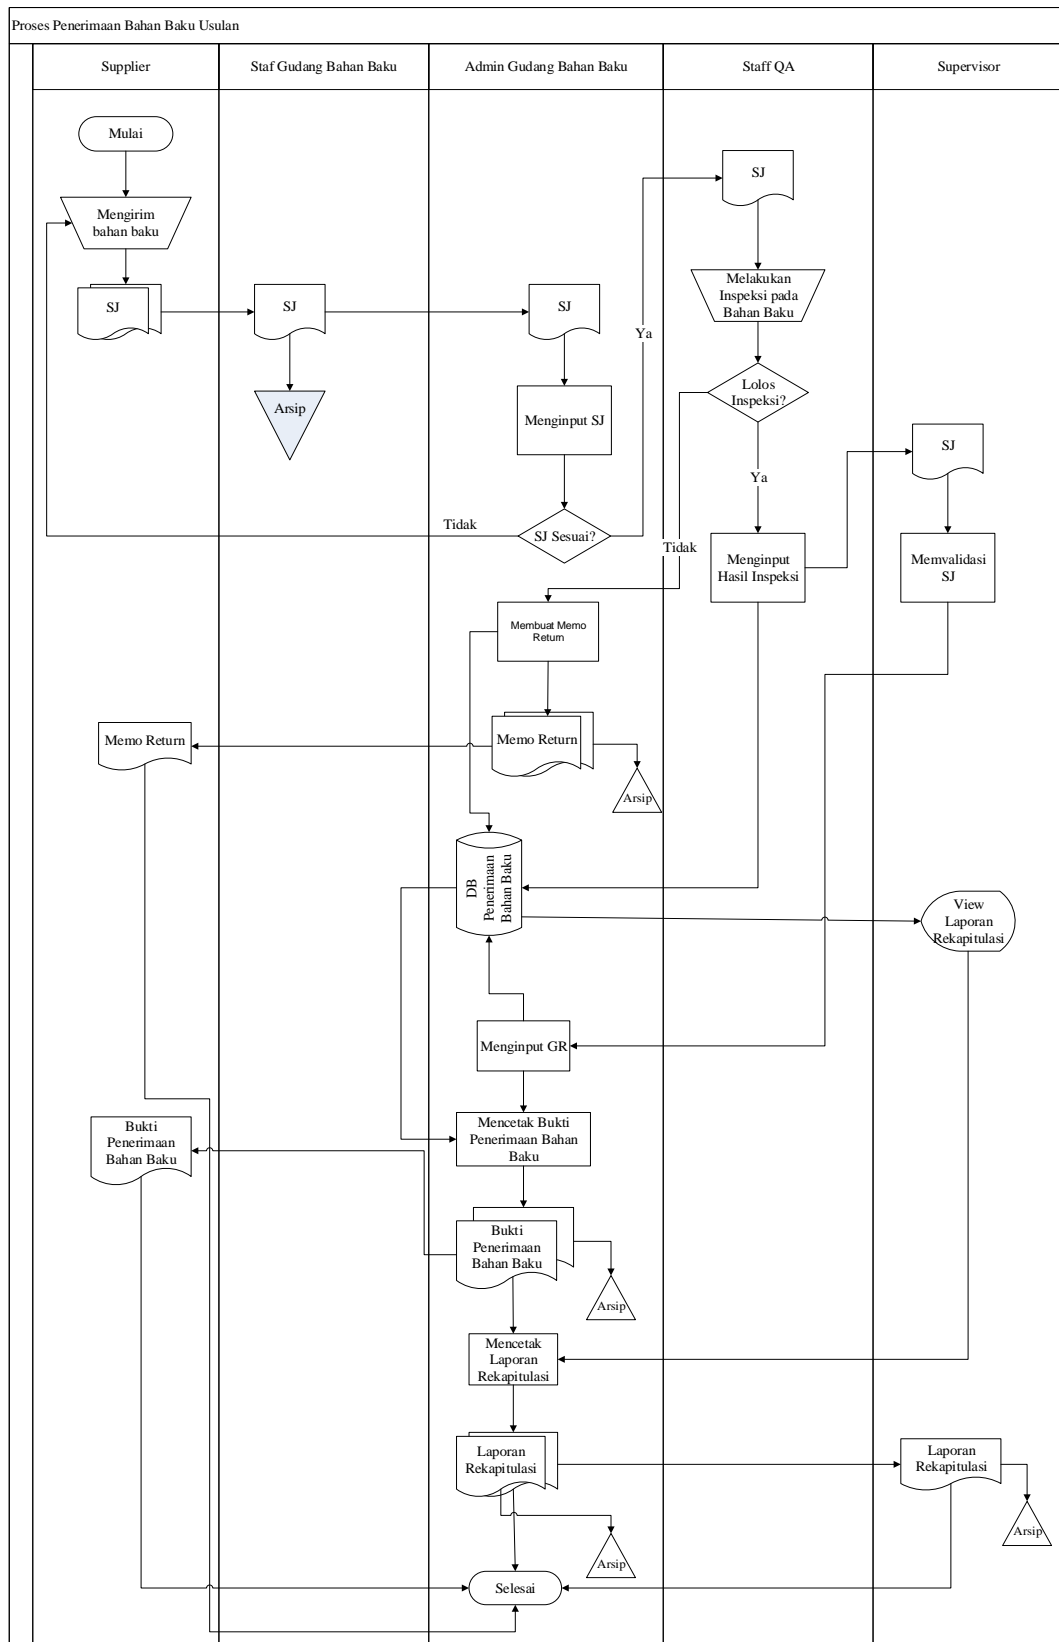 Proses Penerimaan Bahan Baku Usulan
Supplier
Staf Gudang Bahan Baku
Admin Gudang Bahan Baku
Staff QA
Supervisor
Mulai
SJ
Mengirim
bahan baku
Melakukan
Inspeksi pada
Bahan Baku
SJ
SJ
SJ
Ya
Lolos
Inspeksi?
Arsip
Menginput SJ
SJ
Ya
Tidak
SJ Sesuai?
Tidak
Menginput
Hasil Inspeksi
Memvalidasi
SJ
Membuat Memo
Return
Memo Return
Memo Return
Arsip
DB
Penerimaan
Bahan Baku
View
Laporan
Rekapitulasi
Menginput GR
Mencetak Bukti
Penerimaan Bahan
Baku
Bukti
Penerimaan
Bahan Baku
Bukti
Penerimaan
Bahan Baku
Arsip
Mencetak
Laporan
Rekapitulasi
Laporan
Rekapitulasi
Laporan
Rekapitulasi
Arsip
Arsip
Selesai